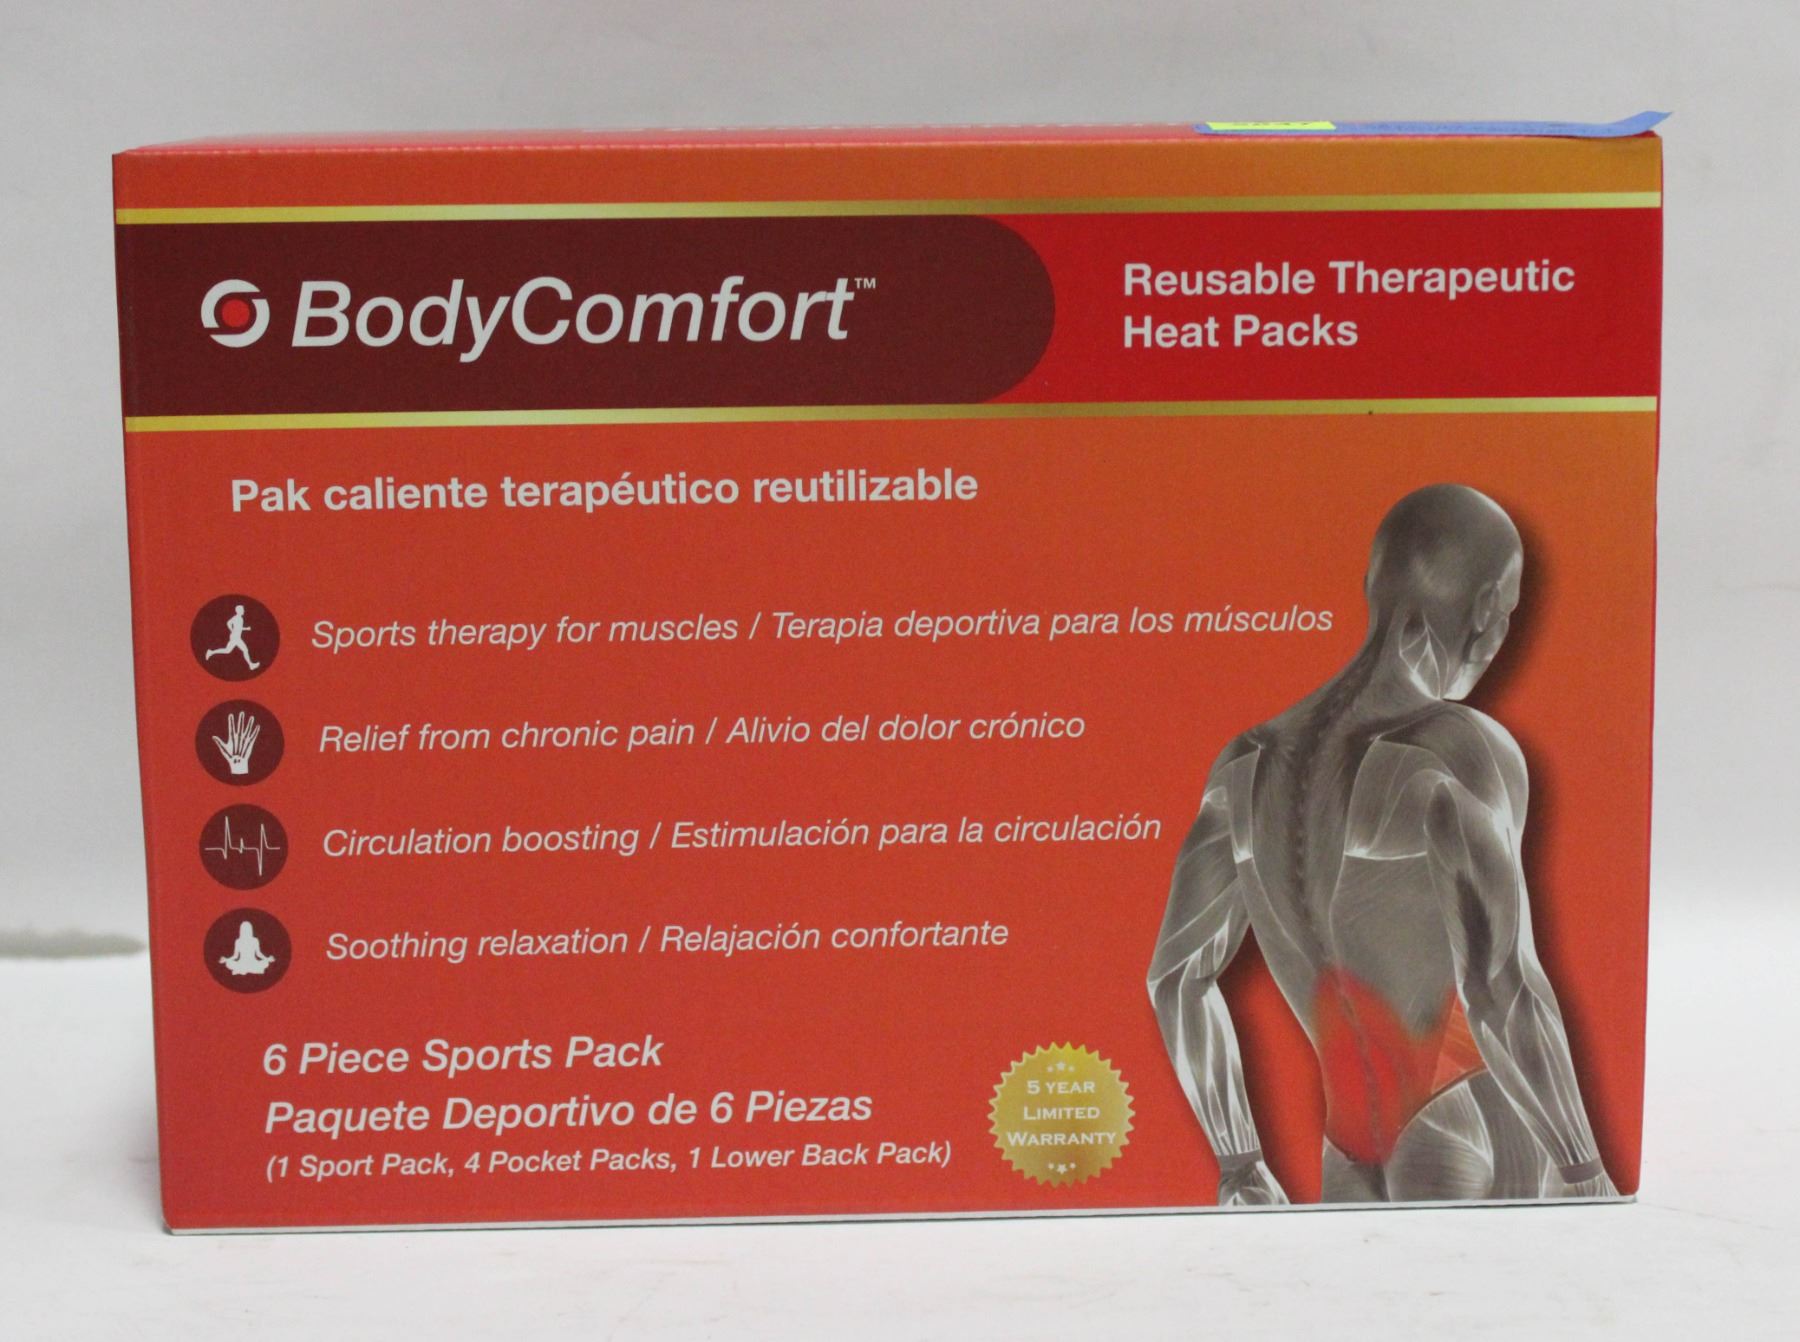 BodyComfort™
Reusable Therapeutic
Heat Packs
Pak caliente terapéutico reutilizable
Sports therapy for muscles / Terapia deportiva para los músculos
Relief from chronic pain / Alivio del dolor crónico
Circulation boosting / Estimulación para la circulación
Soothing relaxation / Relajación confortante
6 Piece Sports Pack
Paquete Deportivo de 6 Piezas
(1 Sport Pack, 4 Pocket Packs, 1 Lower Back Pack)
5 YEAR
LIMITED
WARRANTY